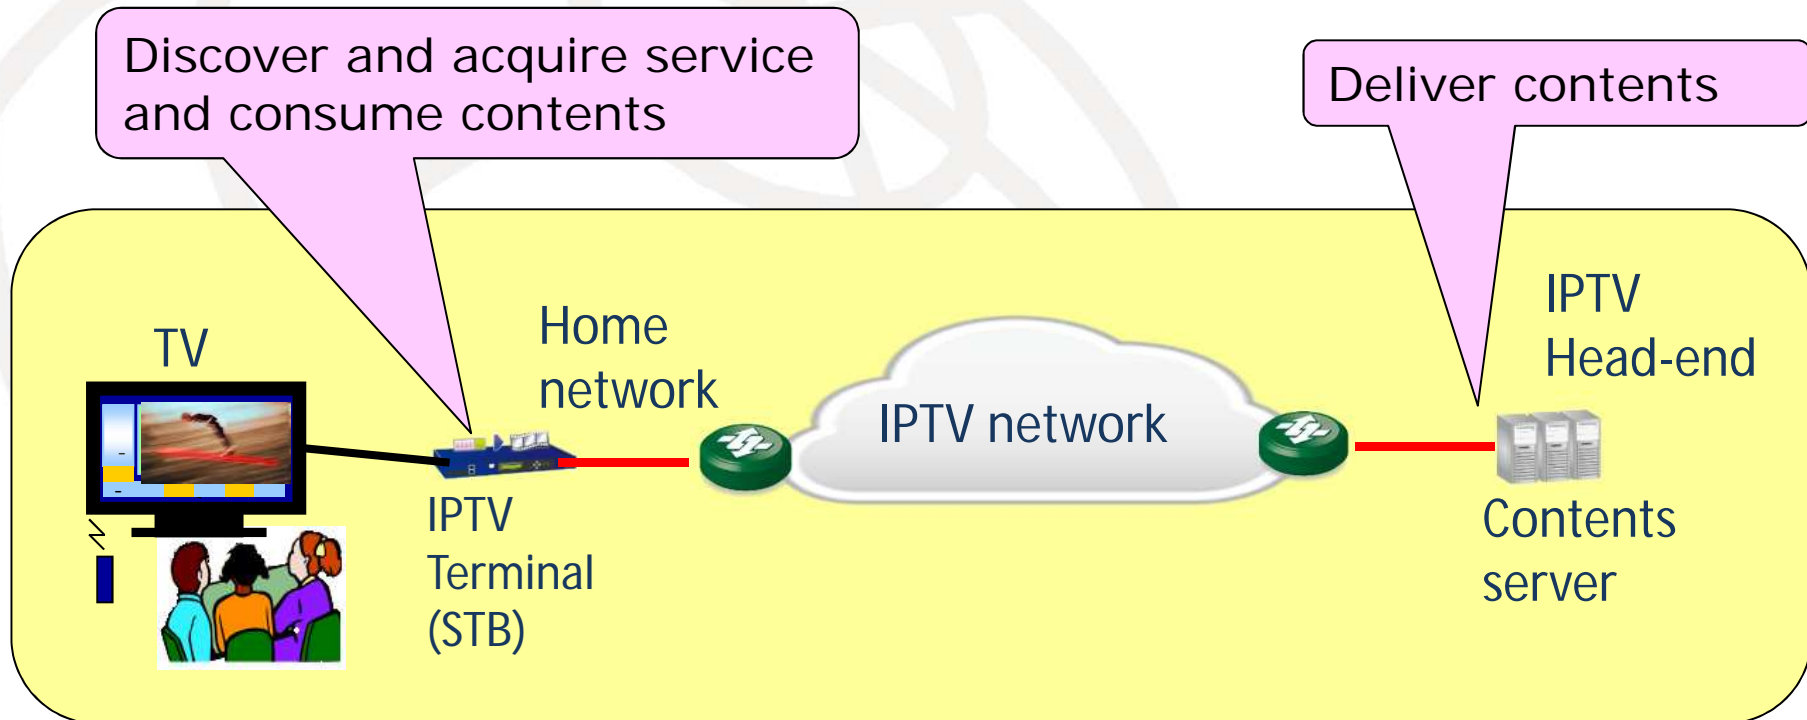 Discover and acquire service
and consume contents
Deliver contents
TV
Home
network
IPTV network
IPTV
Head-end
IPTV
Terminal
(STB)
Contents
server